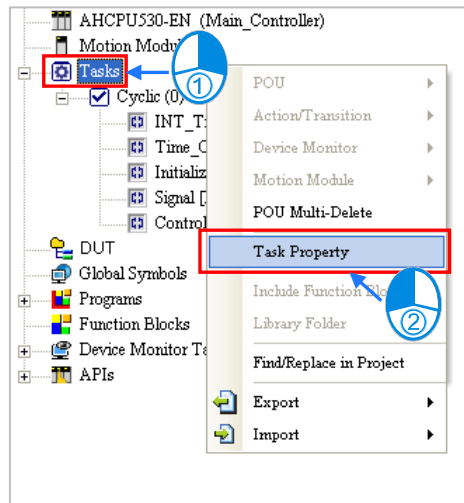 AHCPU530-EN (Main_Controller)
Motion Modul
Tasks
①
Cyclic (0)
INT_T
Time_C
Initializ
Signal [
Control
DUT
Global Symbols
Programs
Function Blocks
Device Monitor Ta
APIs
POU
Action/Transition
Device Monitor
Motion Module
POU Multi-Delete
Task Property
Include Function Blo
②
Library Folder
Find/Replace in Project
Export
Import